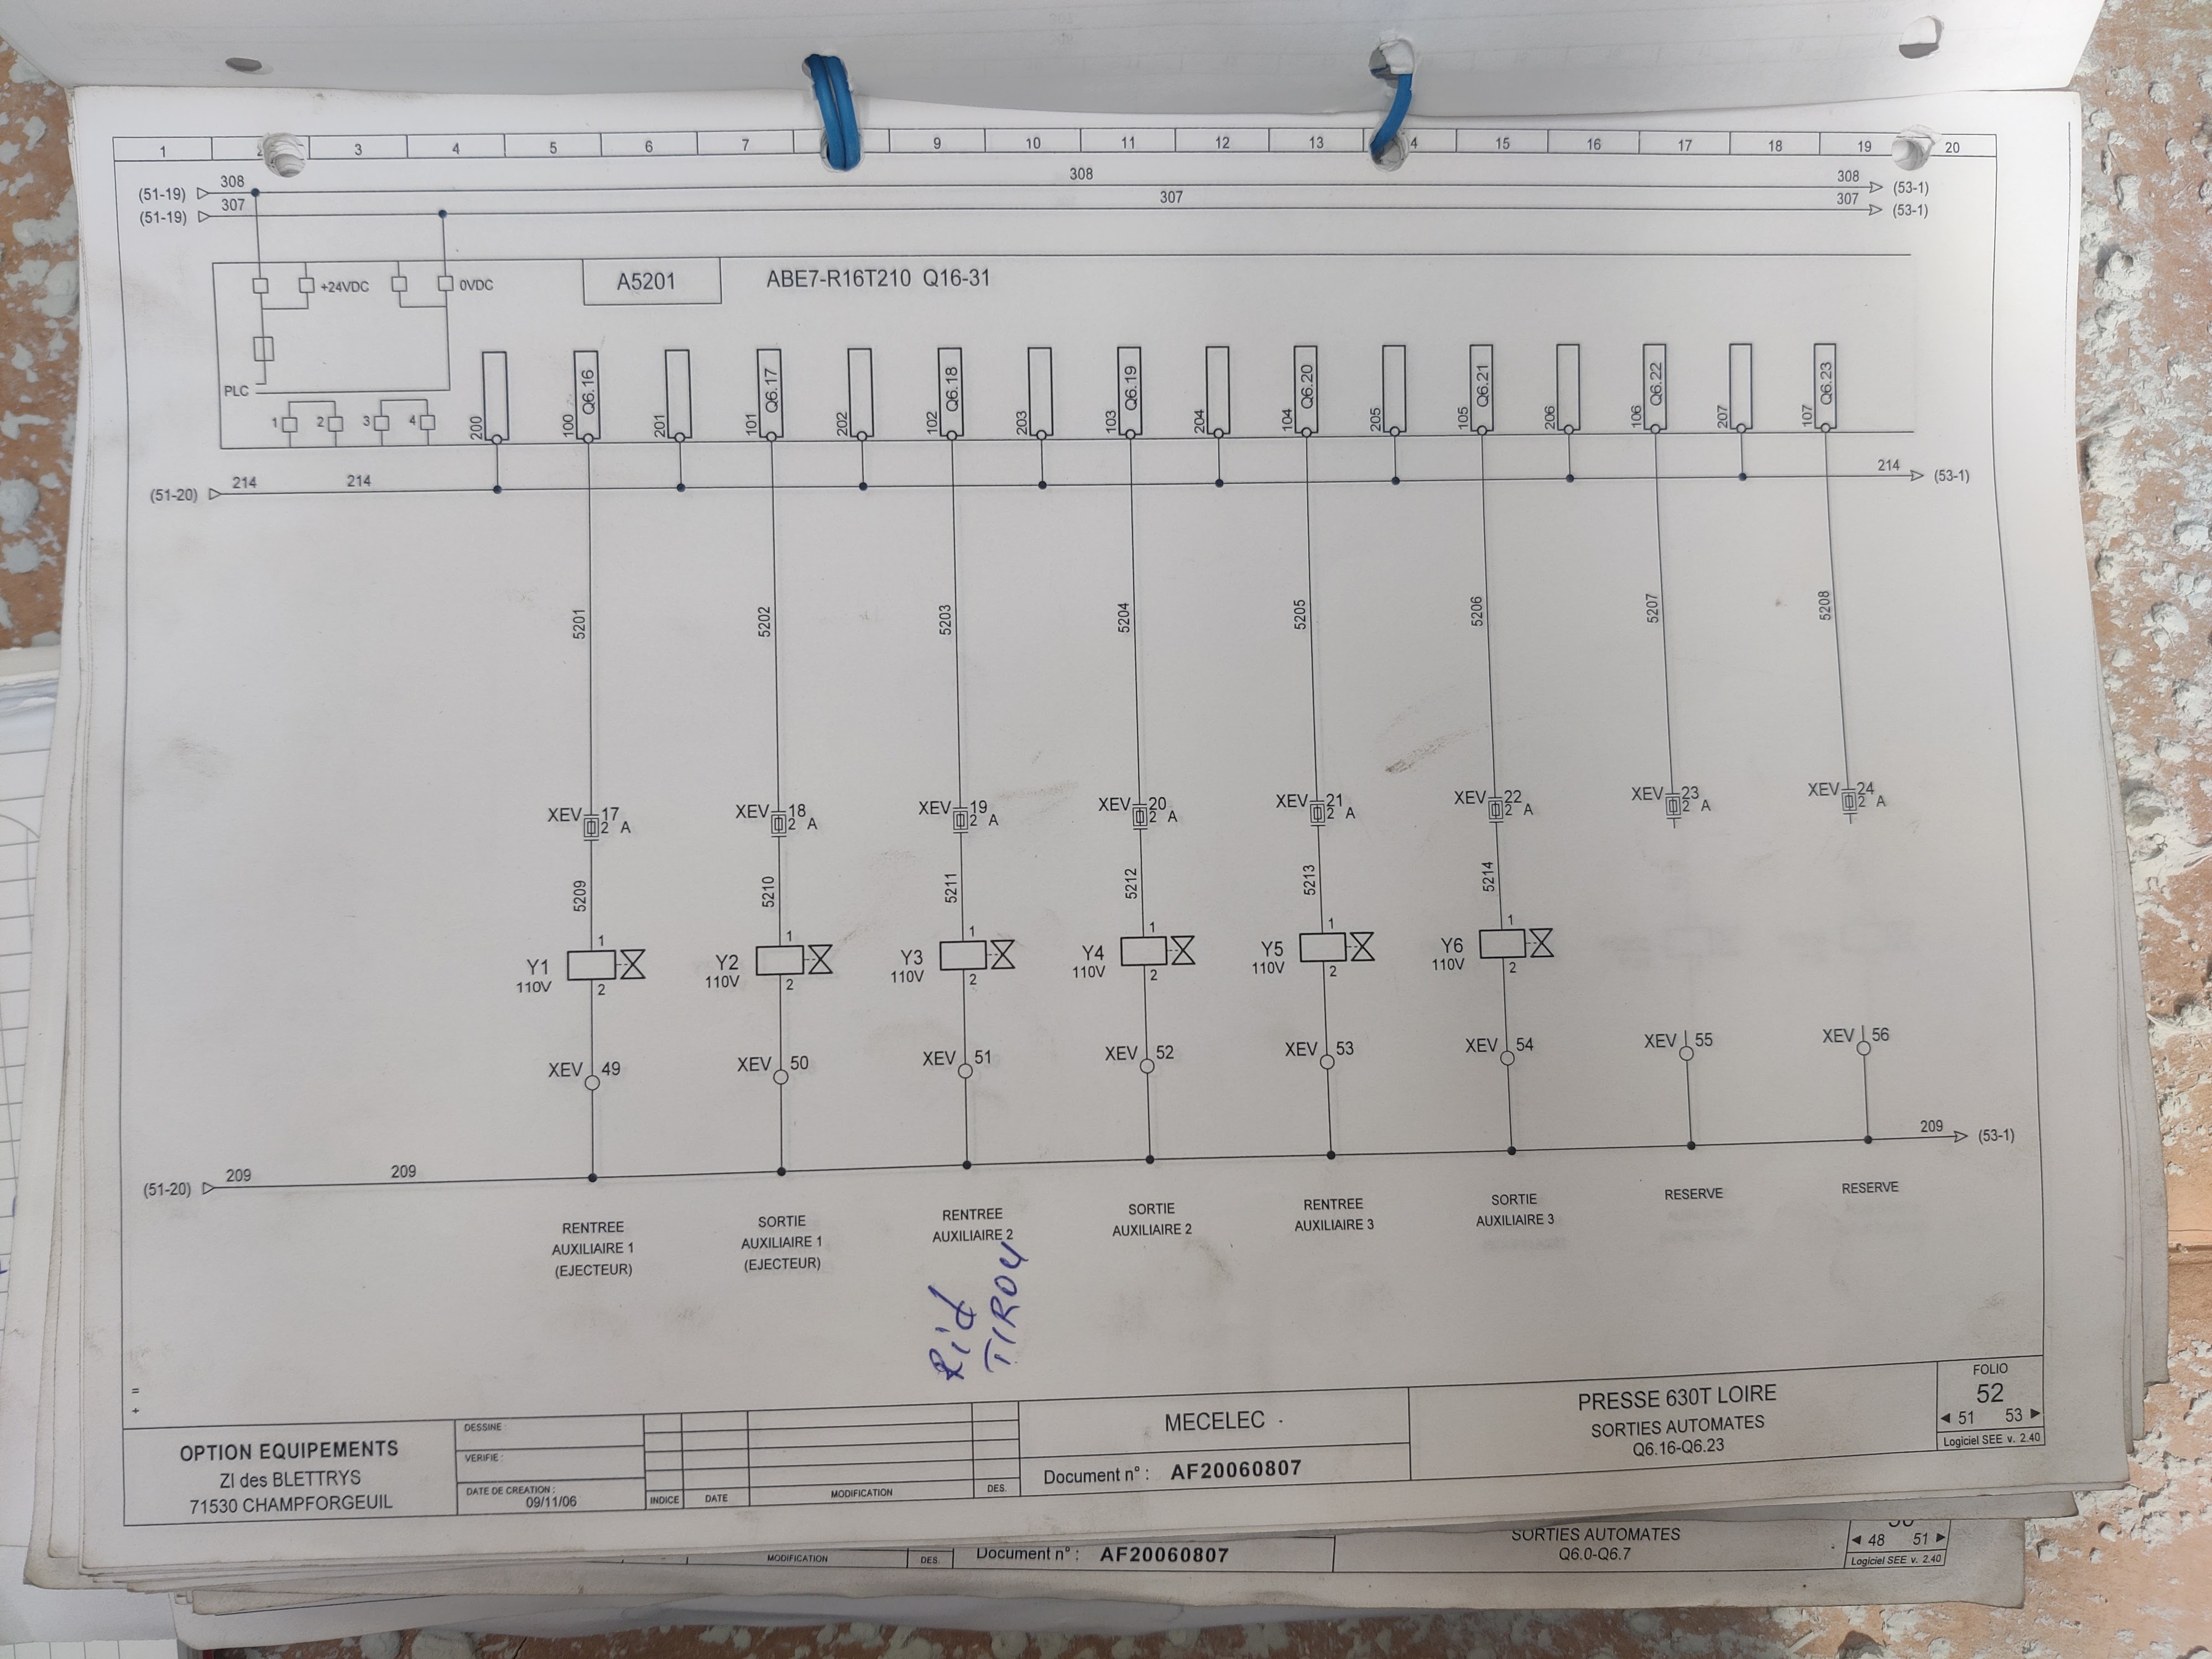 1 2 3 4 5 6 7 9 10 11 12 13 4 15 16 17 18 19 20
(51-19) 308 308 308 (53-1)
(51-19) 307 307 307 (53-1)
+24VDC 0VDC A5201 ABE7-R16T210 Q16-31
PLC
1 2 3 4
200 100 Q6.16 201 101 Q6.17 202 102 Q6.18 203 103 Q6.19 204 104 Q6.20 205 105 Q6.21 206 106 Q6.22 207 107 Q6.23
(51-20) 214 214 214 (53-1)
5201 5202 5203 5204 5205 5206 5207 5208
XEV 17 XEV 18 XEV 19 XEV 20 XEV 21 XEV 22 XEV 23 XEV 24
2 A 2 A 2 A 2 A 2 A 2 A 2 A 2 A
5209 5210 5211 5212 5213 5214
1 1 1 1 1 1
Y1 Y2 Y3 Y4 Y5 Y6
110V 110V 110V 110V 110V 110V
2 2 2 2 2 2
XEV 49 XEV 50 XEV 51 XEV 52 XEV 53 XEV 54 XEV 55 XEV 56
(51-20) 209 209 209 (53-1)
RENTREE
AUXILIAIRE 1
(EJECTEUR)
SORTIE
AUXILIAIRE 1
(EJECTEUR)
RENTREE
AUXILIAIRE 2
SORTIE
AUXILIAIRE 2
RENTREE
AUXILIAIRE 3
SORTIE
AUXILIAIRE 3
RESERVE
RESERVE
Rid
TIR04
=
+
OPTION EQUIPEMENTS
ZI des BLETTRYS
71530 CHAMPFORGEUIL
DESSINE :
VERIFIE :
DATE DE CREATION :
09/11/06
INDICE DATE MODIFICATION DES.
MECELEC
Document n° : AF20060807
PRESSE 630T LOIRE
SORTIES AUTOMATES
Q6.16-Q6.23
FOLIO
52
◄ 51 53 ►
Logiciel SEE v. 2.40
MODIFICATION DES. Document n° : AF20060807
SORTIES AUTOMATES
Q6.0-Q6.7
◄ 48 51 ►
Logiciel SEE v. 2.40